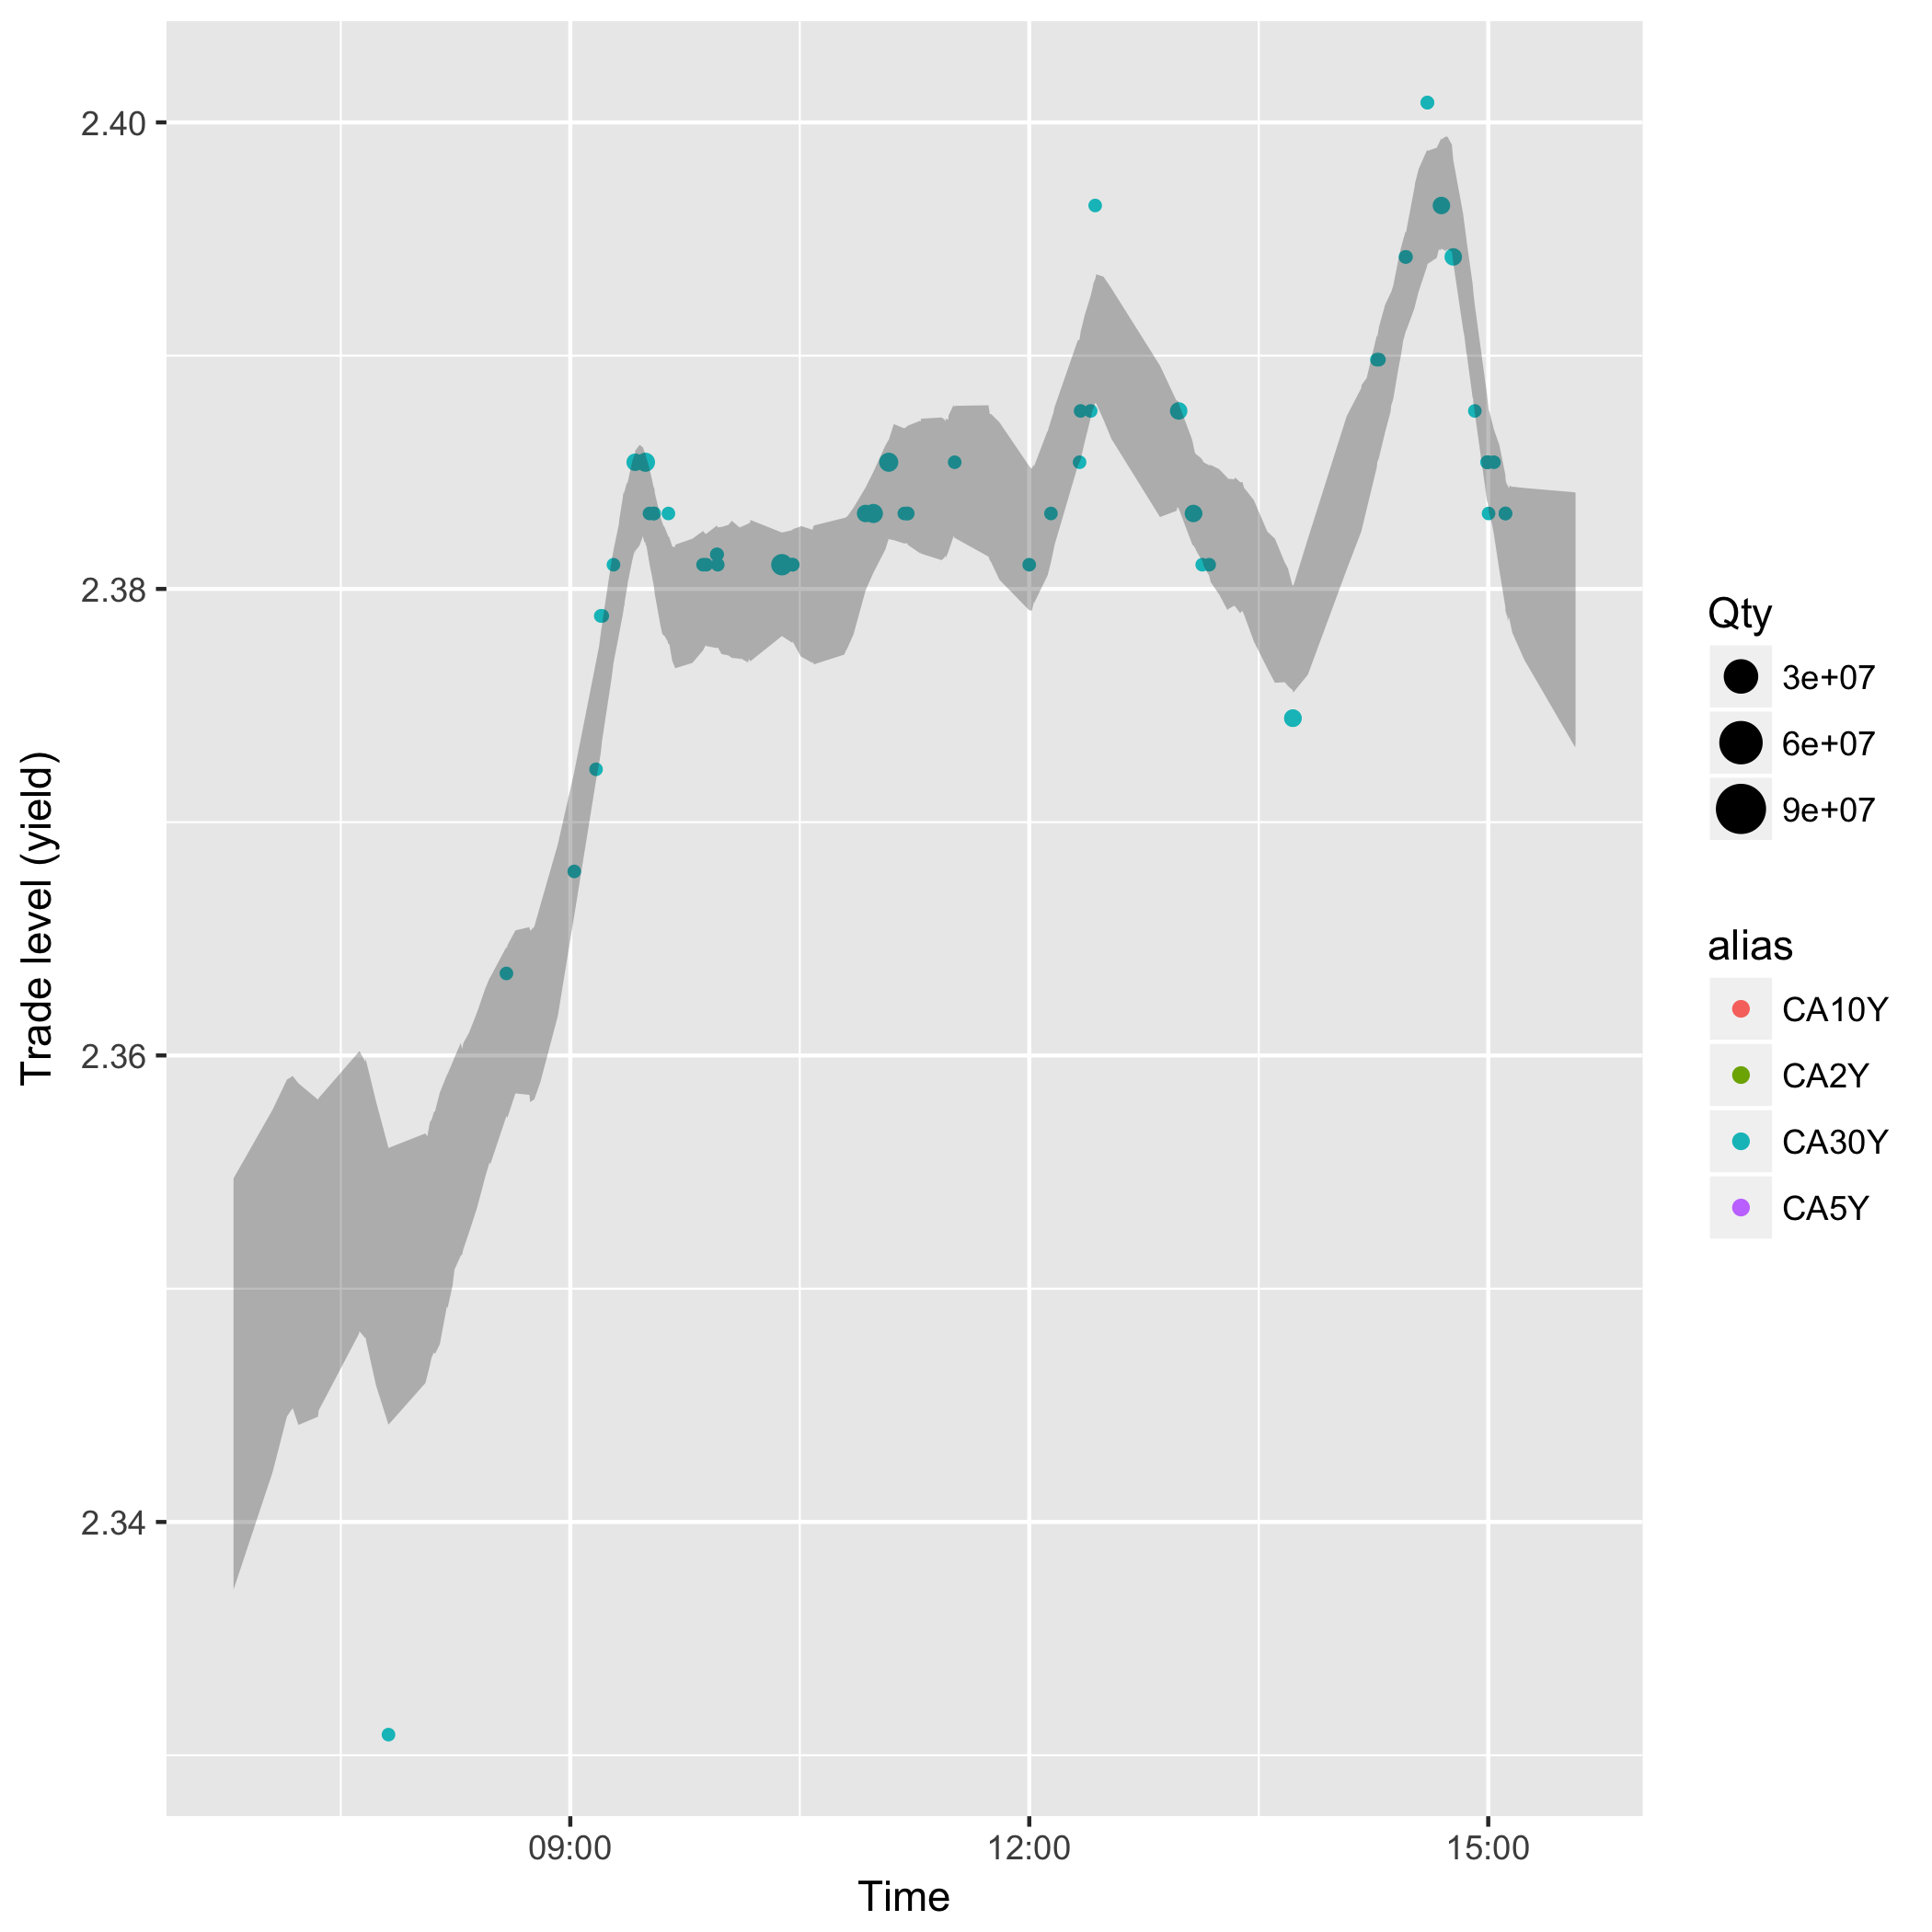 2.40
2.38
2.36
2.34
Trade level (yield)
09:00
12:00
15:00
Time
Qty
3e+07
6e+07
9e+07
alias
CA10Y
CA2Y
CA30Y
CA5Y